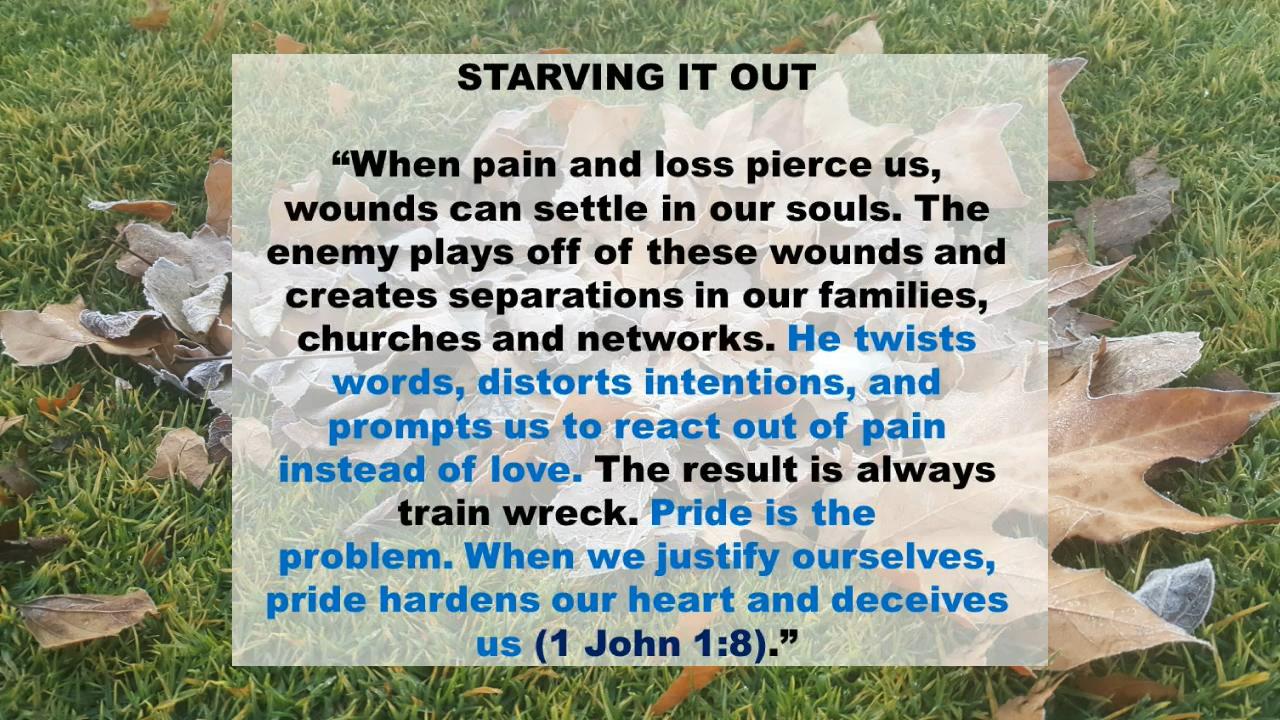 STARVING IT OUT
“When pain and loss pierce us,
wounds can settle in our souls. The
enemy plays off of these wounds and
creates separations in our families,
churches and networks. He twists
words, distorts intentions, and
prompts us to react out of pain
instead of love. The result is always
train wreck. Pride is the
problem. When we justify ourselves,
pride hardens our heart and deceives
us (1 John 1:8).”